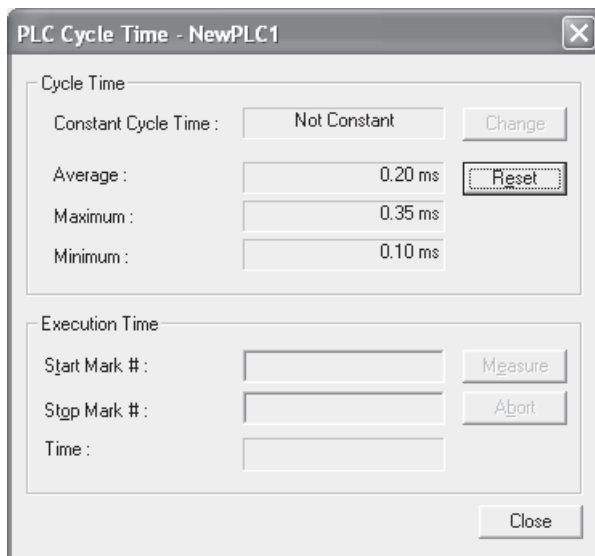 PLC Cycle Time - NewPLC1
Cycle Time
Constant Cycle Time : Not Constant Change
Average : 0.20 ms Reset
Maximum : 0.35 ms
Minimum : 0.10 ms
Execution Time
Start Mark # : Measure
Stop Mark # : Abort
Time :
Close